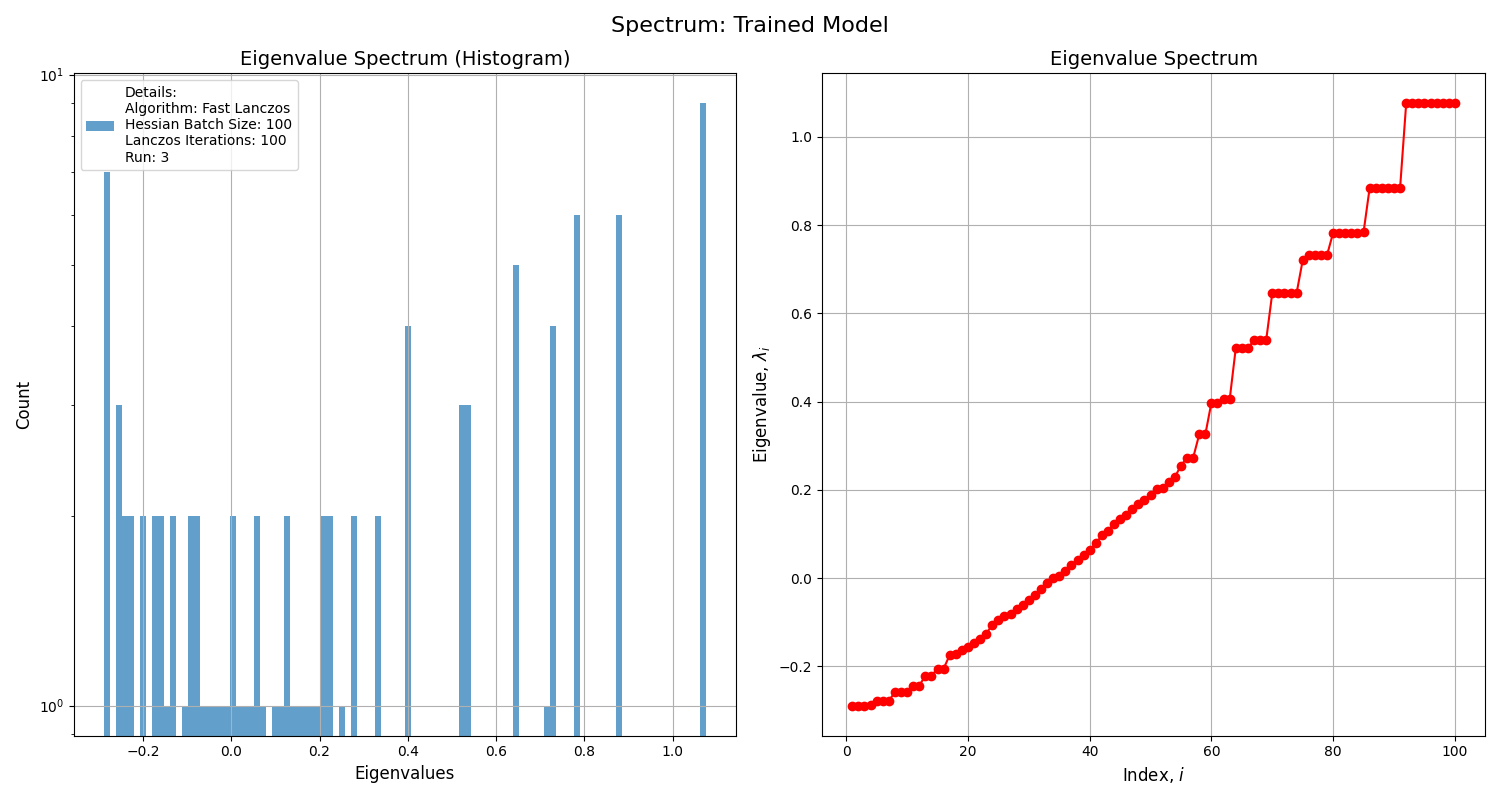 Spectrum: Trained Model
Eigenvalue Spectrum (Histogram)
10¹
Details:
Algorithm: Fast Lanczos
Hessian Batch Size: 100
Lanczos Iterations: 100
Run: 3
Count
10⁰
−0.2 0.0 0.2 0.4 0.6 0.8 1.0
Eigenvalues
Eigenvalue Spectrum
1.0
0.8
0.6
0.4
0.2
0.0
−0.2
Eigenvalue, λᵢ
0 20 40 60 80 100
Index, i